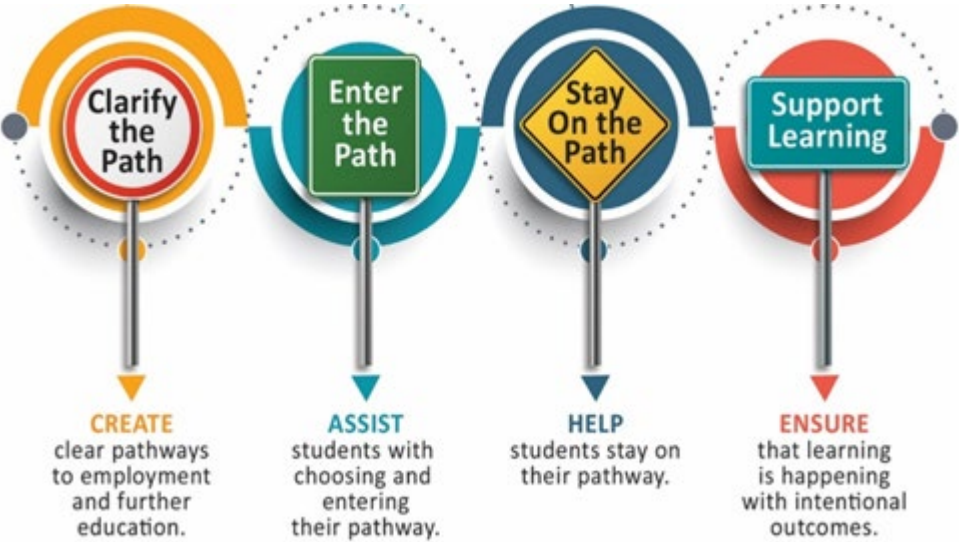 Clarify
the
Path
Enter
the
Path
Stay
On the
Path
Support
Learning
CREATE
clear pathways
to employment
and further
education.
ASSIST
students with
choosing and
entering
their pathway.
HELP
students stay on
their pathway.
ENSURE
that learning
is happening
with intentional
outcomes.